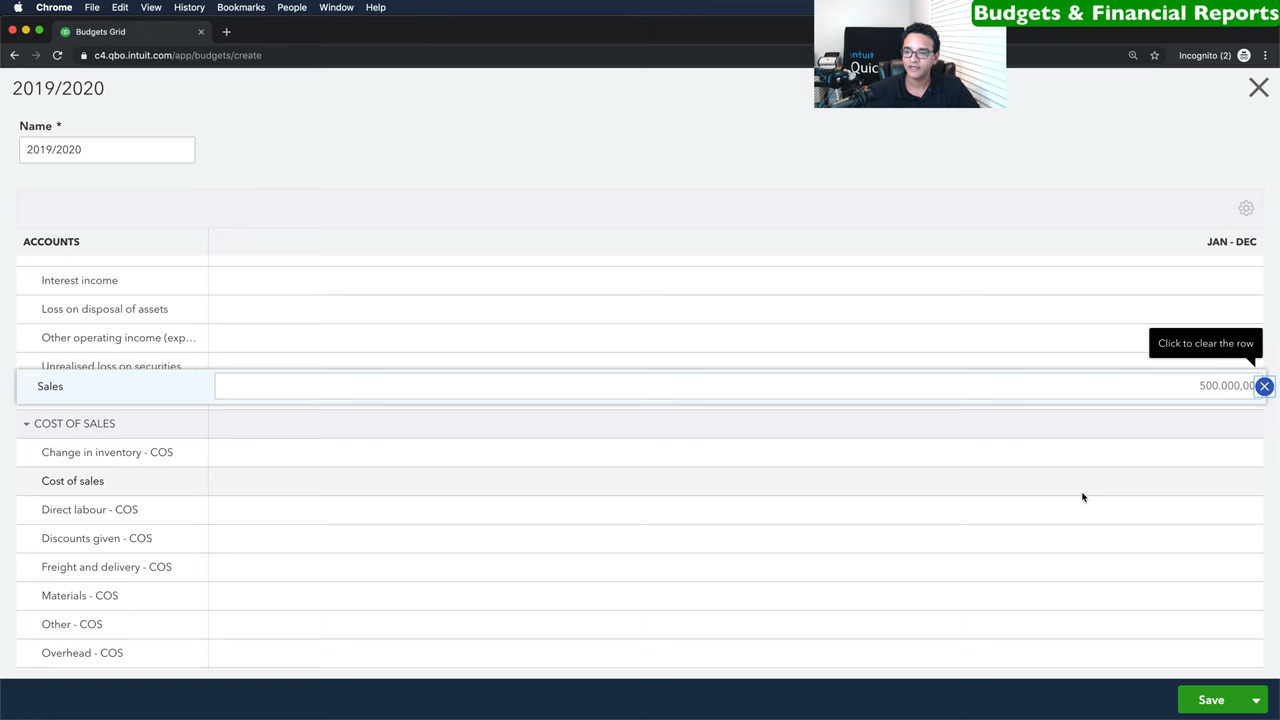 Chrome File Edit View History Bookmarks People Window Help
Budgets & Financial Reports
Budgets Grid
c4.qbo.intuit.com/app/b
Incognito (2)
intuit
Quic
2019/2020
Name *
2019/2020
ACCOUNTS JAN - DEC
Interest income
Loss on disposal of assets
Other operating income (exp…
Click to clear the row
Unrealised loss on securities
Sales 500.000,00
COST OF SALES
Change in inventory - COS
Cost of sales
Direct labour - COS
Discounts given - COS
Freight and delivery - COS
Materials - COS
Other - COS
Overhead - COS
Save